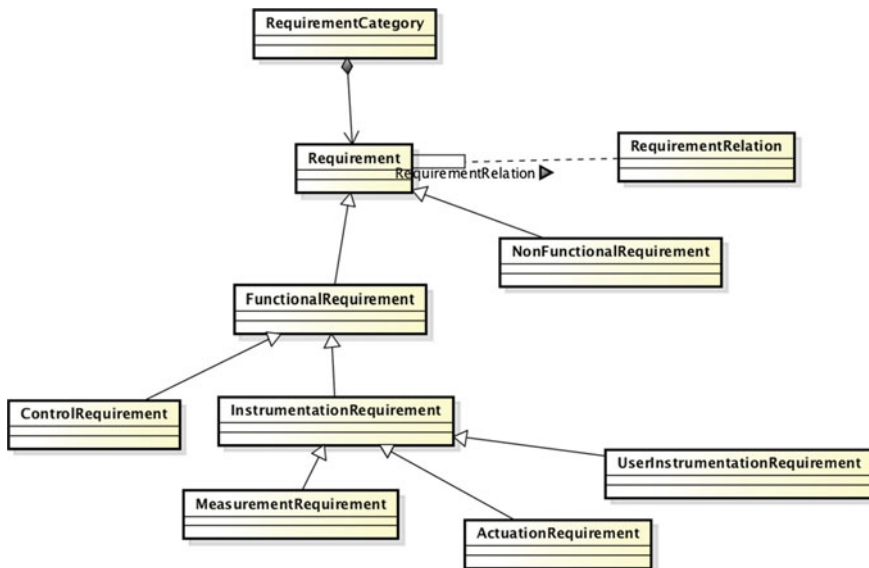 RequirementCategory
Requirement
RequirementRelation
RequirementRelation
NonFunctionalRequirement
FunctionalRequirement
ControlRequirement
InstrumentationRequirement
UserInstrumentationRequirement
MeasurementRequirement
ActuationRequirement